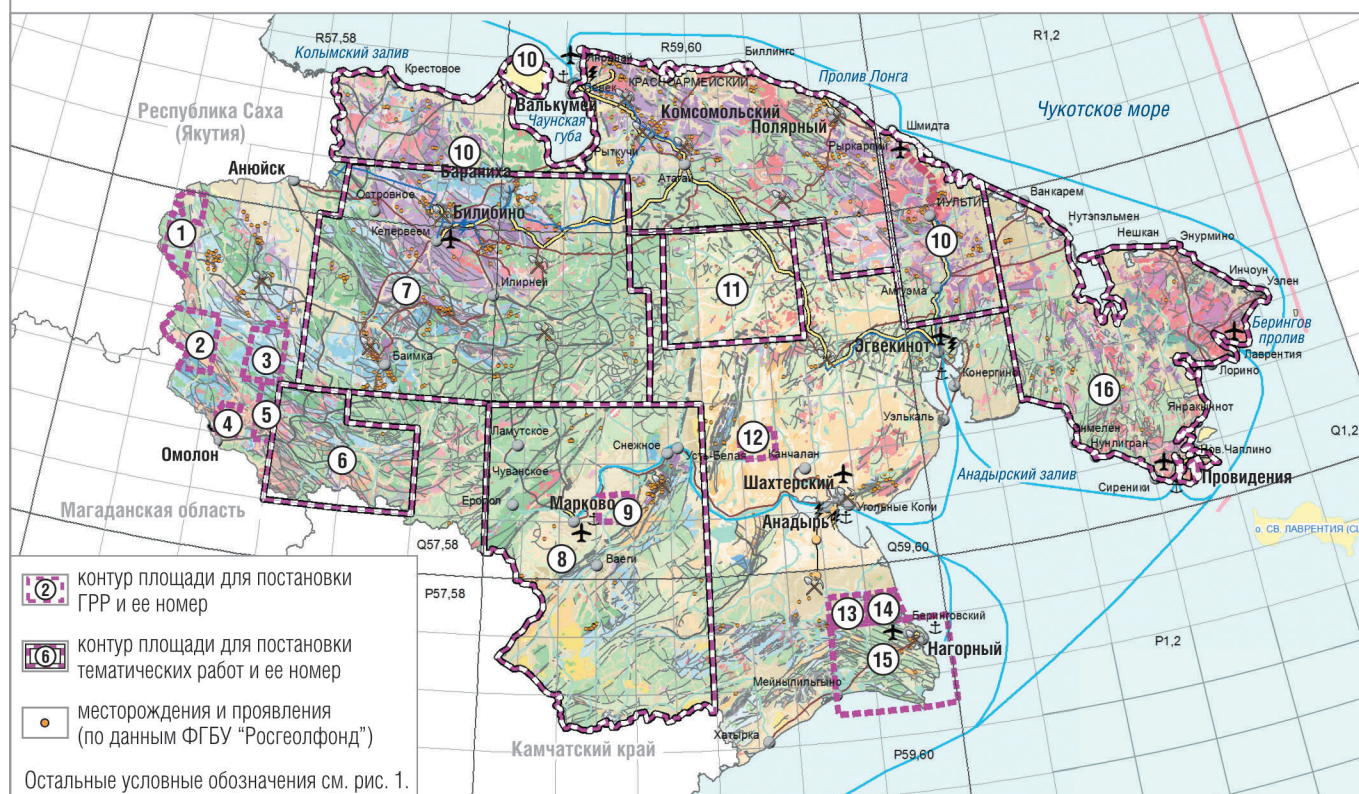 R57,58
R59,60
R1,2
Колымский залив
Крестовое
10
Биллингс
Пролив Лонга
Певек
КРАСНОАРМЕЙСКИЙ
Валькумей
Комсомольский
Чукотское море
Республика Саха
(Якутия)
Чаунская
губа
Полярный
Шмидта
Рыткучи
Рыркарпий
10
Анюйск
Бараниха
Апапельгин
Ванкарем
Островное
Билибино
ИУЛЬТИН
Нутэпэльмен
1
Келервеем
10
Нешкан
Энурмино
Инчоун
7
Илирней
11
Амгуэма
Уэлен
Берингов
пролив
2
3
Баимка
Эгвекинот
Лаврентия
Лорино
Конергино
16
4
5
Янракыннот
Омолон
Ламутское
Уэлькаль
Энмелен
Q1,2
6
Снежное
12
Нунлигран
Чуванское
Усть-Белая
Канчалан
Нов.Чаплино
Шахтерский
Анадырский залив
Провидения
Магаданская область
Еропол
Марково
9
Сиреники
Анадырь
Угольные Копи
о. СВ. ЛАВРЕНТИЯ
Q57,58
8
Ваеги
Q59,60
P57,58
13
14
Беринговский
P1,2
15
Нагорный
Мейныпильгыно
Хатырка
Камчатский край
P59,60
2
контур площади для постановки
ГРР и ее номер
6
контур площади для постановки
тематических работ и ее номер
месторождения и проявления
(по данным ФГБУ “Росгеолфонд”)
Остальные условные обозначения см. рис. 1.